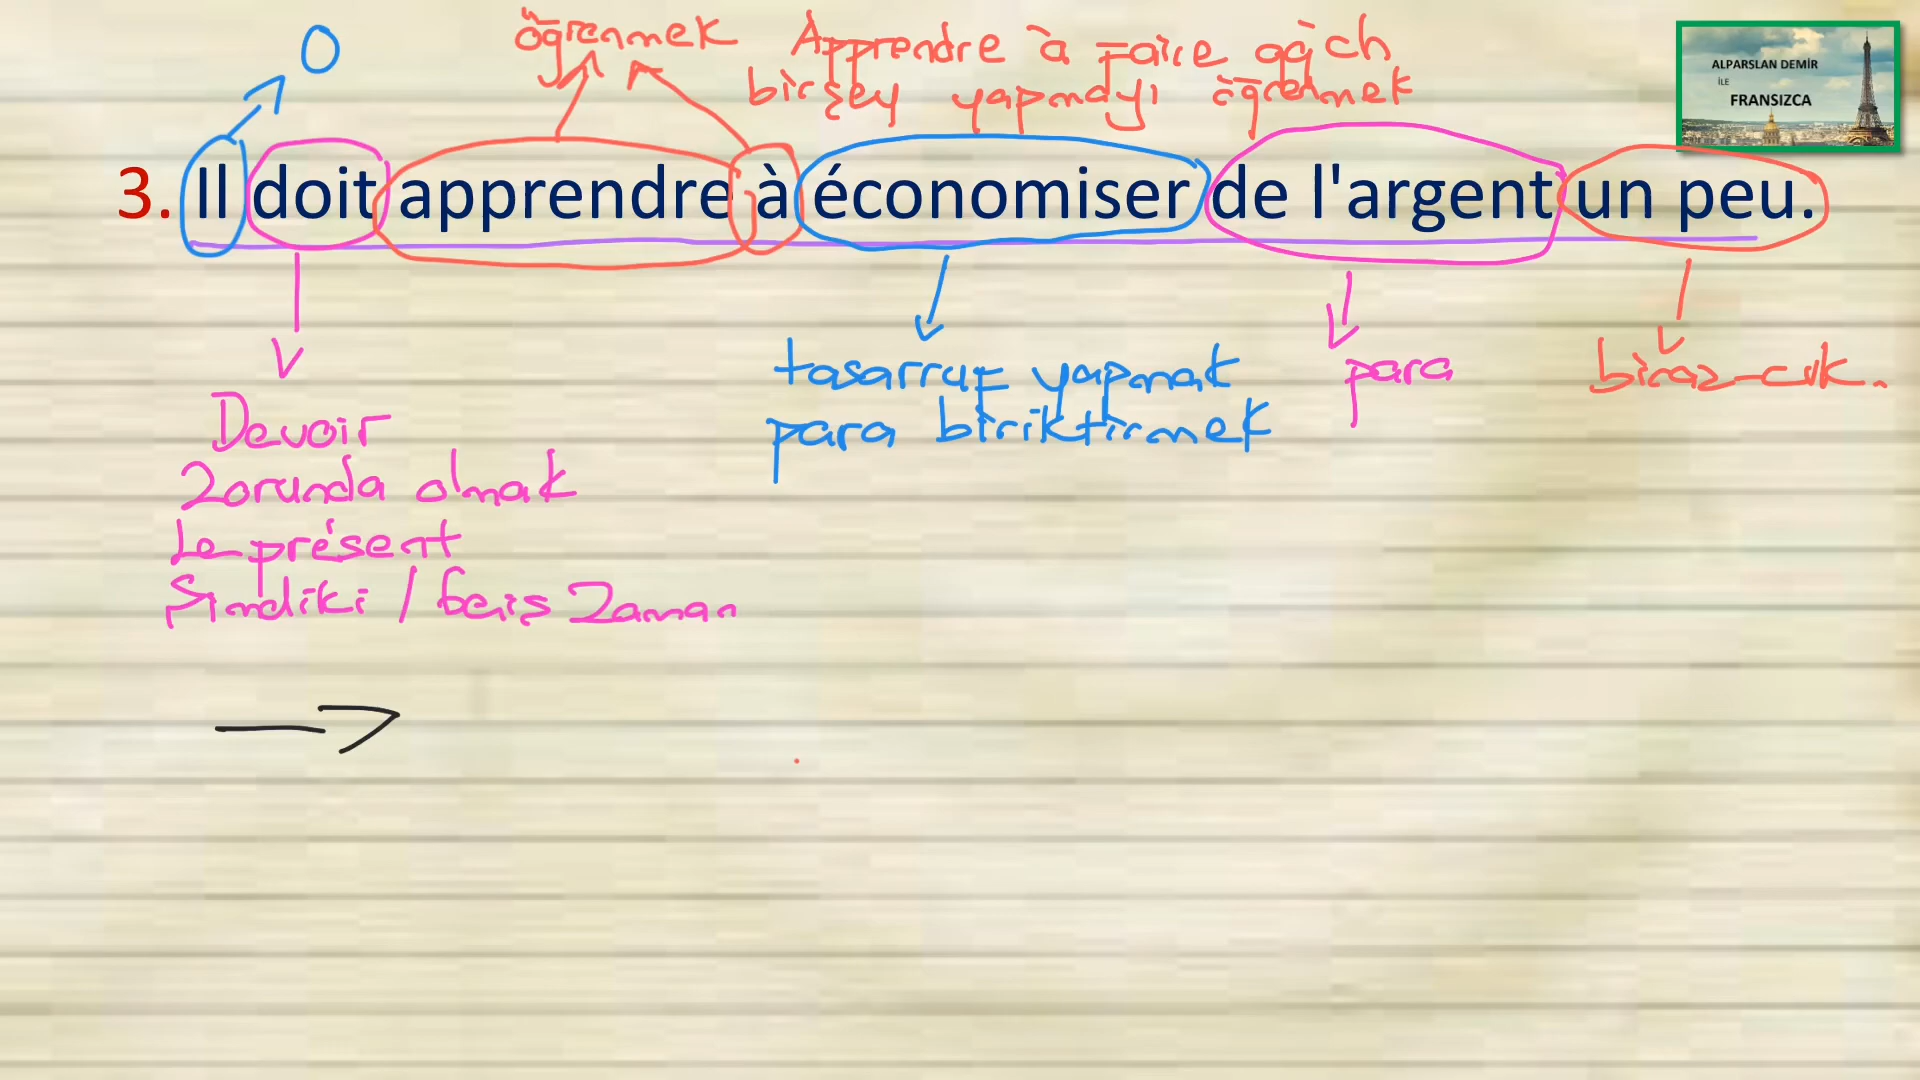 O
öğrenmek Apprendre à faire qqch
birşey yapmayı öğrenmek
ALPARSLAN DEMİR
İLE
FRANSIZCA
3. Il doit apprendre à économiser de l'argent un peu.
tasarruf yapmak
para biriktirmek
para
biraz-cık.
Devoir
Zorunda olmak
Le présent
Şimdiki / Geniş Zaman